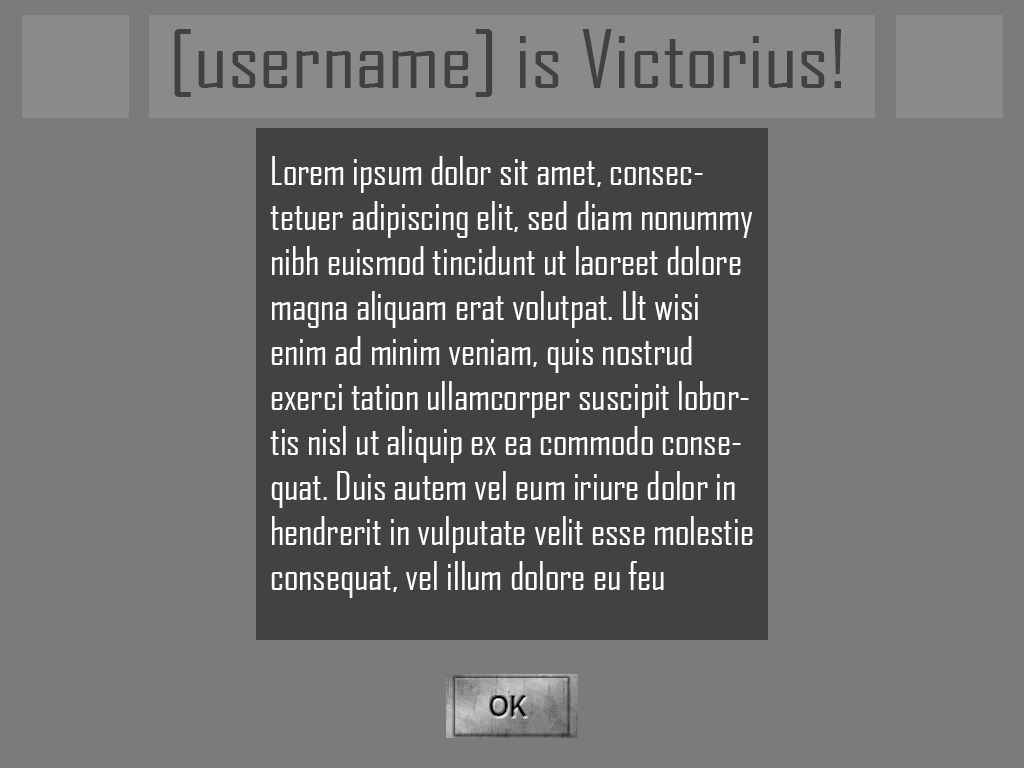 [username] is Victorius!
Lorem ipsum dolor sit amet, consec-
tetuer adipiscing elit, sed diam nonummy
nibh euismod tincidunt ut laoreet dolore
magna aliquam erat volutpat. Ut wisi
enim ad minim veniam, quis nostrud
exerci tation ullamcorper suscipit lobor-
tis nisl ut aliquip ex ea commodo conse-
quat. Duis autem vel eum iriure dolor in
hendrerit in vulputate velit esse molestie
consequat, vel illum dolore eu feu
OK